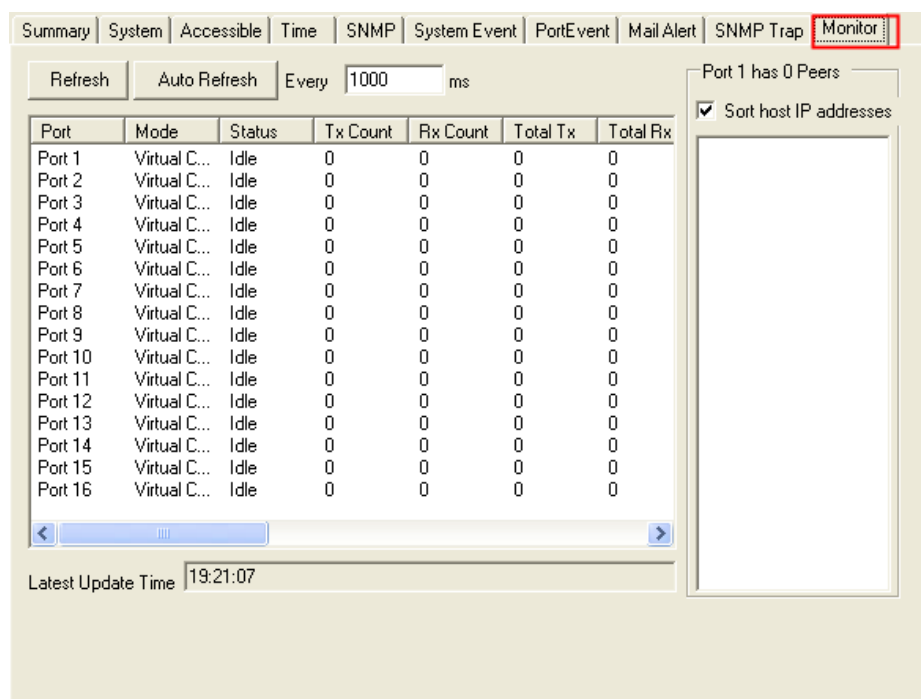 Summary System Accessible Time SNMP System Event PortEvent Mail Alert SNMP Trap Monitor
Refresh Auto Refresh Every 1000 ms
Port 1 has 0 Peers
Sort host IP addresses
Port Mode Status Tx Count Rx Count Total Tx Total Rx
Port 1 Virtual C... Idle 0 0 0 0
Port 2 Virtual C... Idle 0 0 0 0
Port 3 Virtual C... Idle 0 0 0 0
Port 4 Virtual C... Idle 0 0 0 0
Port 5 Virtual C... Idle 0 0 0 0
Port 6 Virtual C... Idle 0 0 0 0
Port 7 Virtual C... Idle 0 0 0 0
Port 8 Virtual C... Idle 0 0 0 0
Port 9 Virtual C... Idle 0 0 0 0
Port 10 Virtual C... Idle 0 0 0 0
Port 11 Virtual C... Idle 0 0 0 0
Port 12 Virtual C... Idle 0 0 0 0
Port 13 Virtual C... Idle 0 0 0 0
Port 14 Virtual C... Idle 0 0 0 0
Port 15 Virtual C... Idle 0 0 0 0
Port 16 Virtual C... Idle 0 0 0 0
Latest Update Time 19:21:07